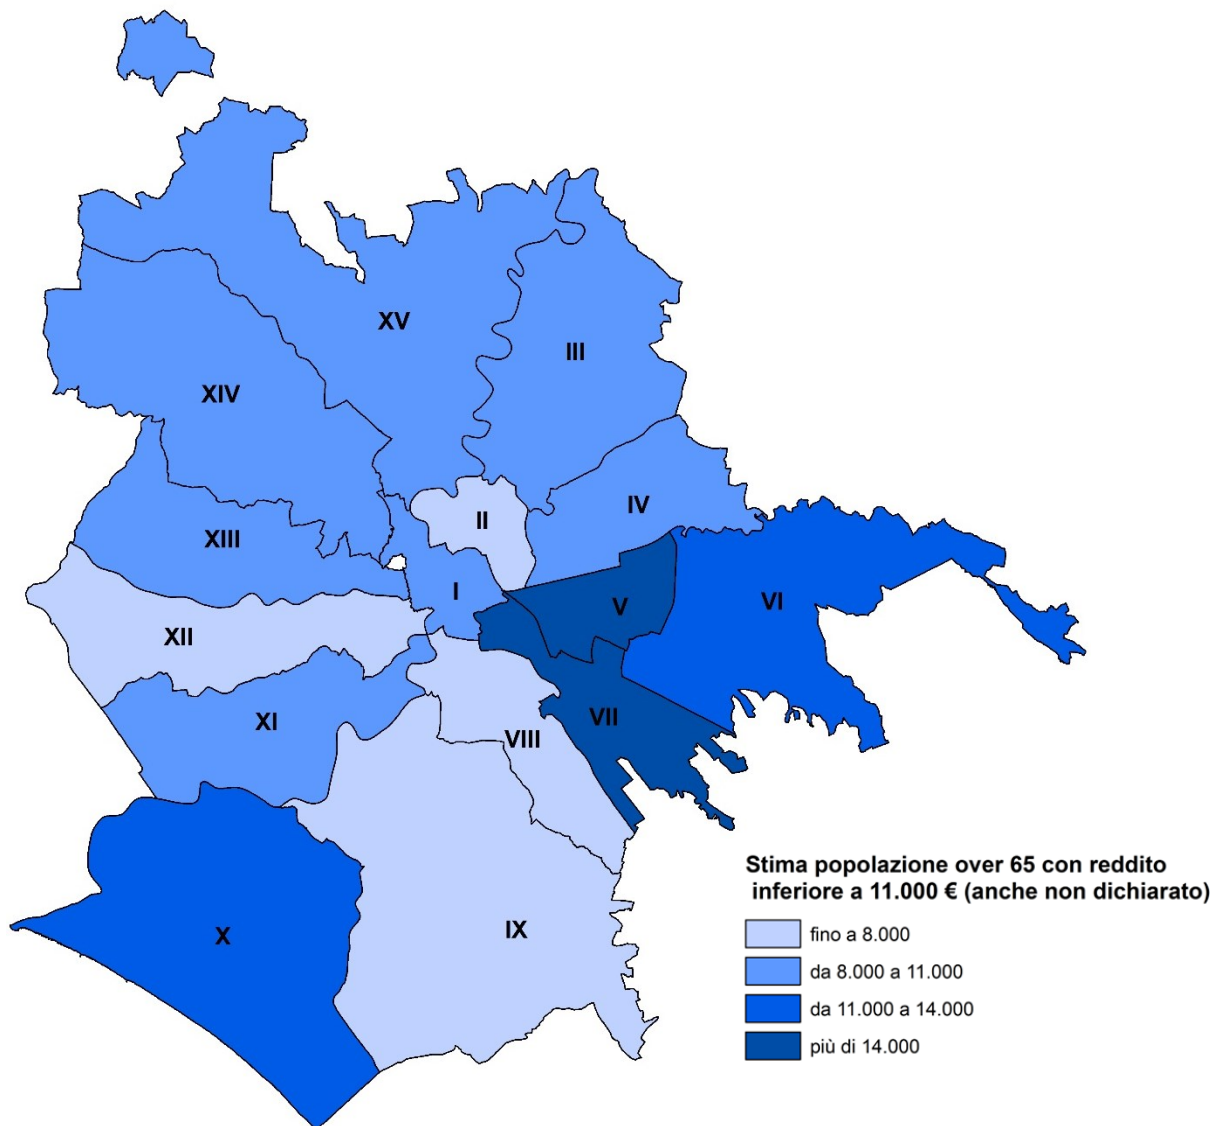 XV
III
XIV
II
IV
XIII
I
V
VI
XII
XI
VII
VIII
X
IX
Stima popolazione over 65 con reddito
inferiore a 11.000 € (anche non dichiarato)
fino a 8.000
da 8.000 a 11.000
da 11.000 a 14.000
più di 14.000